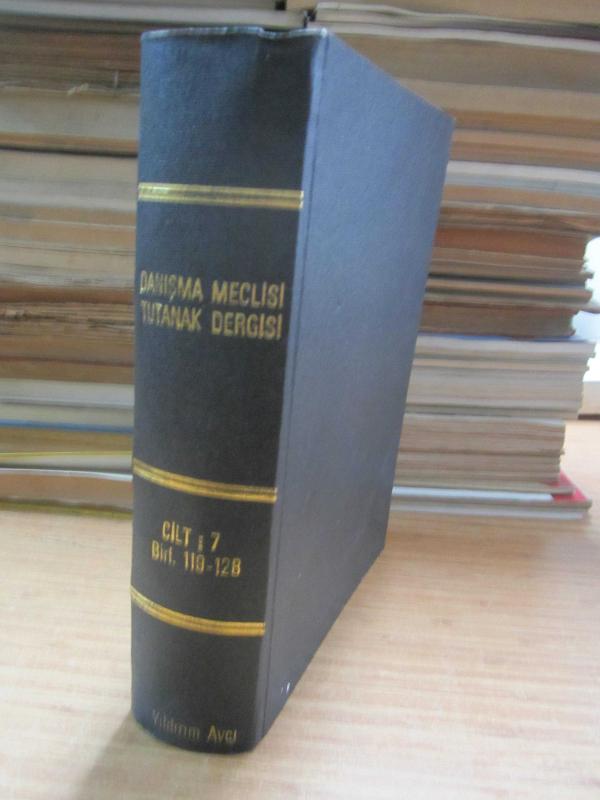 DANIŞMA MECLİSİ
TUTANAK DERGİSİ
CİLT : 7
Birl. 119-128
Yıldırım Avcı